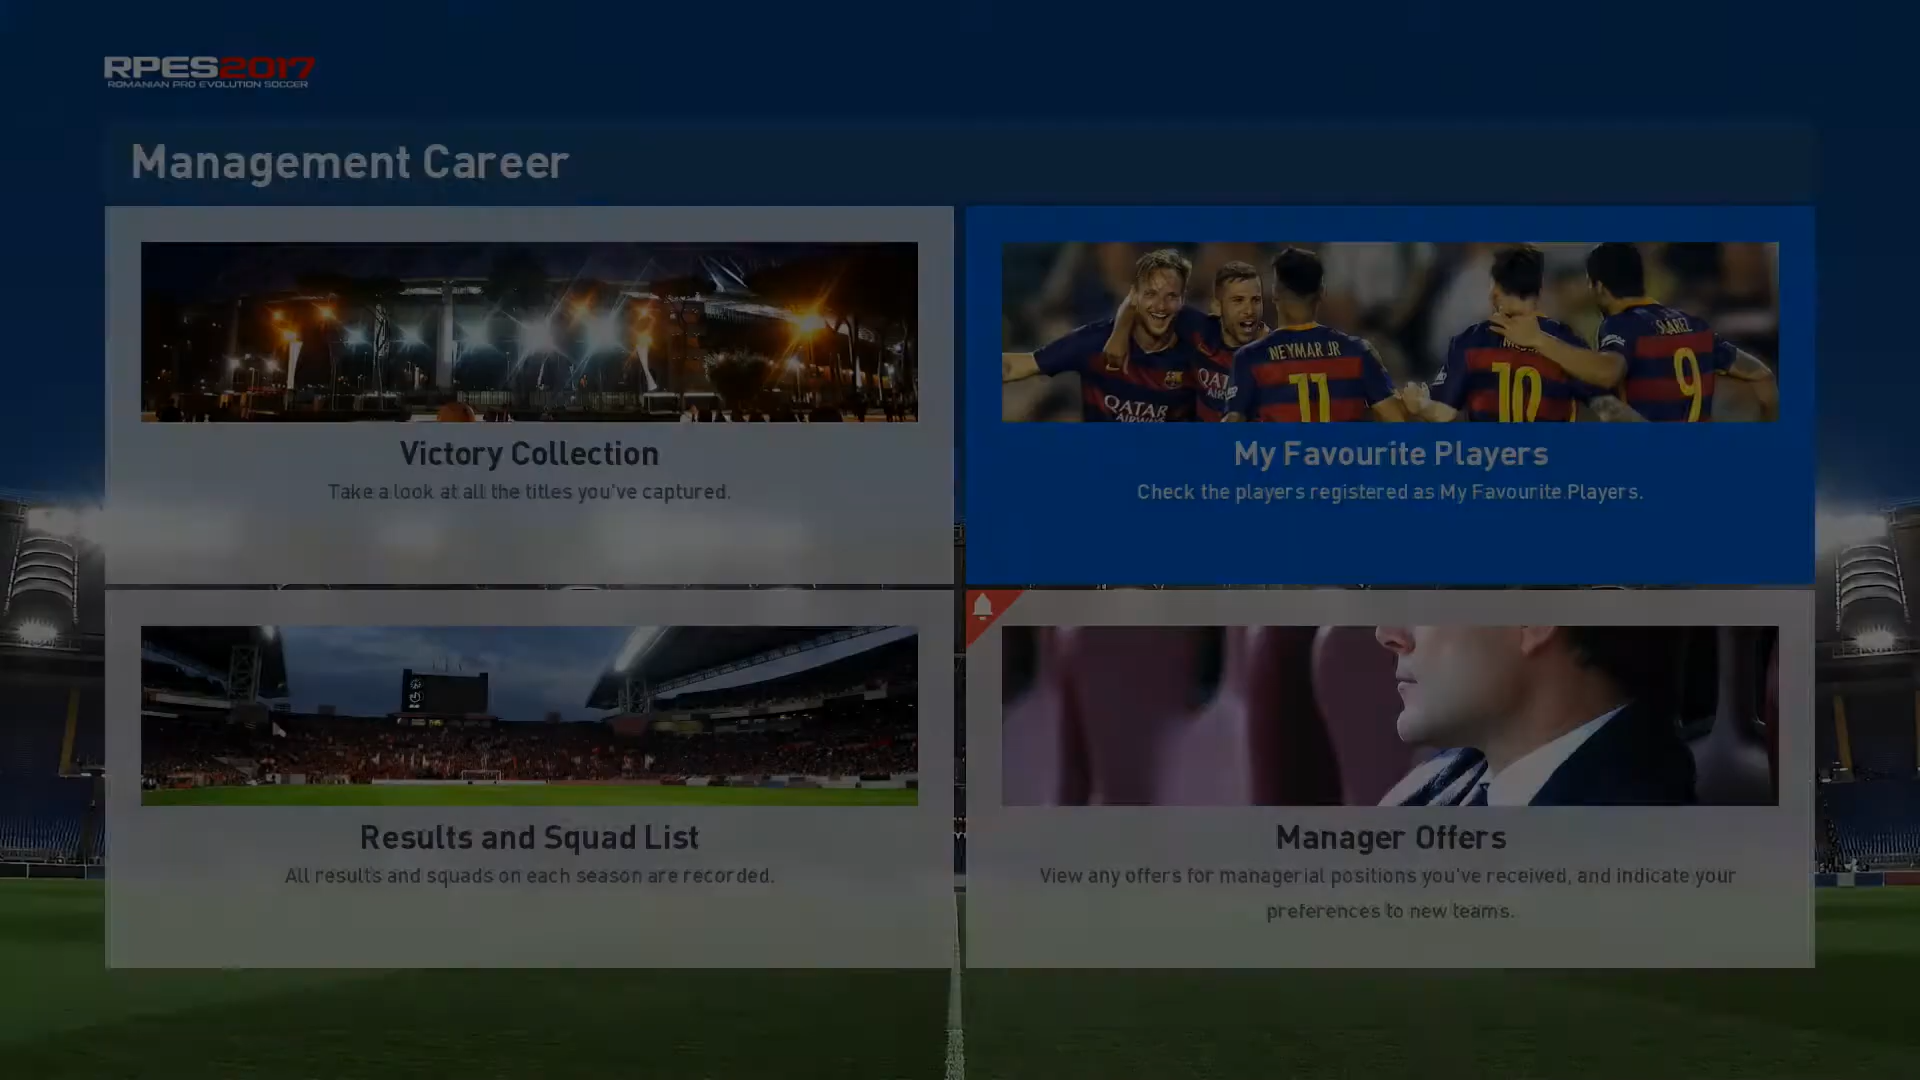 RPES2017
ROMANIAN PRO EVOLUTION SOCCER
Management Career
NEYMAR JR
11
10
SUAREZ
9
QATAR
AIRWAYS
QATAR
Victory Collection
Take a look at all the titles you've captured.
My Favourite Players
Check the players registered as My Favourite Players.
Results and Squad List
All results and squads on each season are recorded.
Manager Offers
View any offers for managerial positions you've received, and indicate your
preferences to new teams.